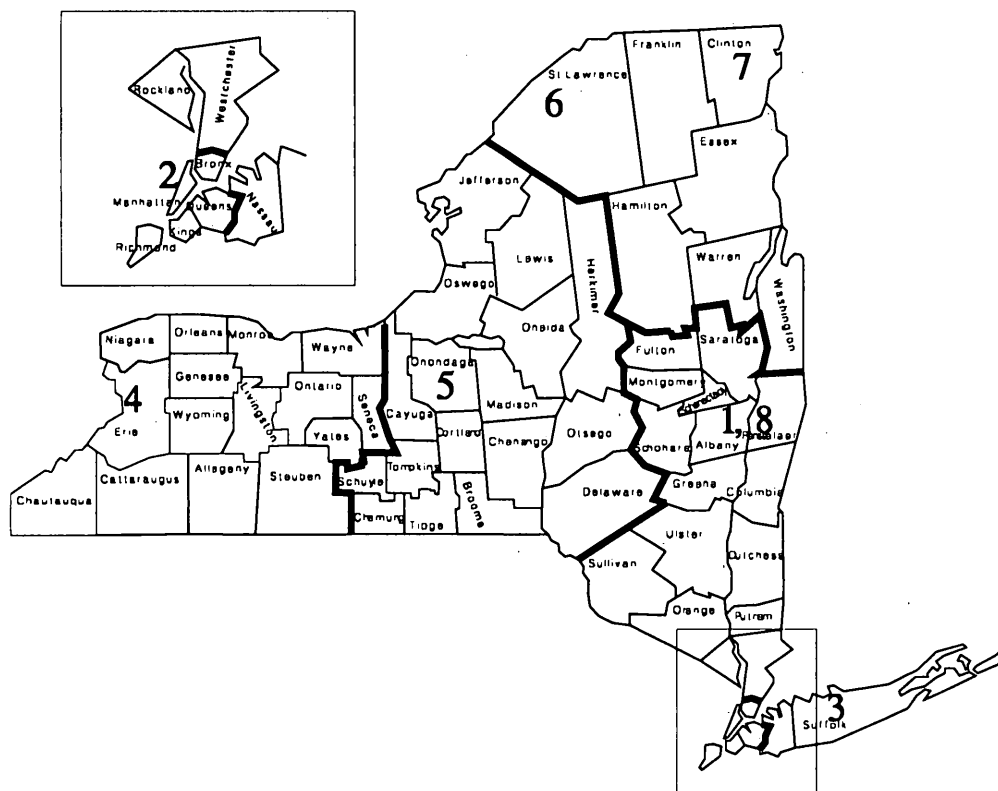 Rockland
Westchester
2
Bronx
Manhattan
Queens
Nassau
Kings
Richmond
Franklin
Clinton
7
St Lawrence
6
Essex
Jefferson
Hamilton
Lewis
Herkimer
Warren
Washington
Oswego
Oneida
Saratoga
Fulton
Niagara
Orleans
Monroe
Wayne
Onondaga
5
Genesee
Ontario
Montgomery
Schenectady
4
Wyoming
Livingston
Seneca
Cayuga
Madison
Erie
Yates
Cortland
Chenango
Otsego
Schoharie
1, 8
Albany
Rensselaer
Chautauqua
Cattaraugus
Allegany
Steuben
Schuyler
Tompkins
Delaware
Greene
Columbia
Chemung
Tioga
Broome
Ulster
Dutchess
Sullivan
Orange
Putnam
3
Suffolk